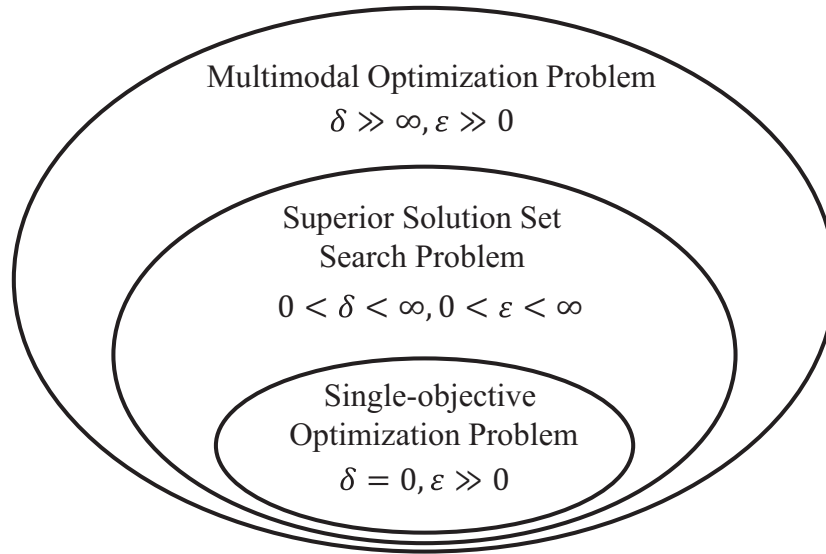 Multimodal Optimization Problem
𝛿 ≫ ∞, 𝜀 ≫ 0
Superior Solution Set
Search Problem
0 < 𝛿 < ∞, 0 < 𝜀 < ∞
Single-objective
Optimization Problem
𝛿 = 0, 𝜀 ≫ 0